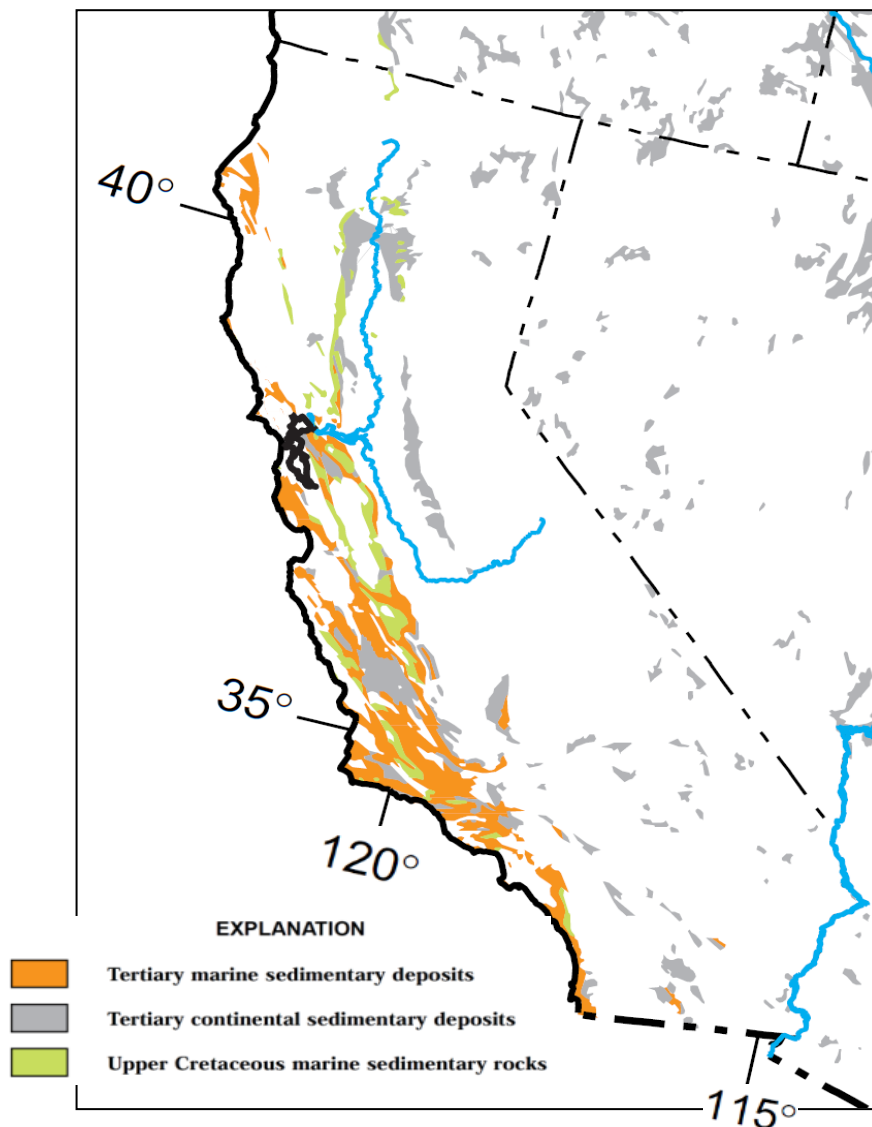 40°
35°
120°
EXPLANATION
Tertiary marine sedimentary deposits
Tertiary continental sedimentary deposits
Upper Cretaceous marine sedimentary rocks
115°